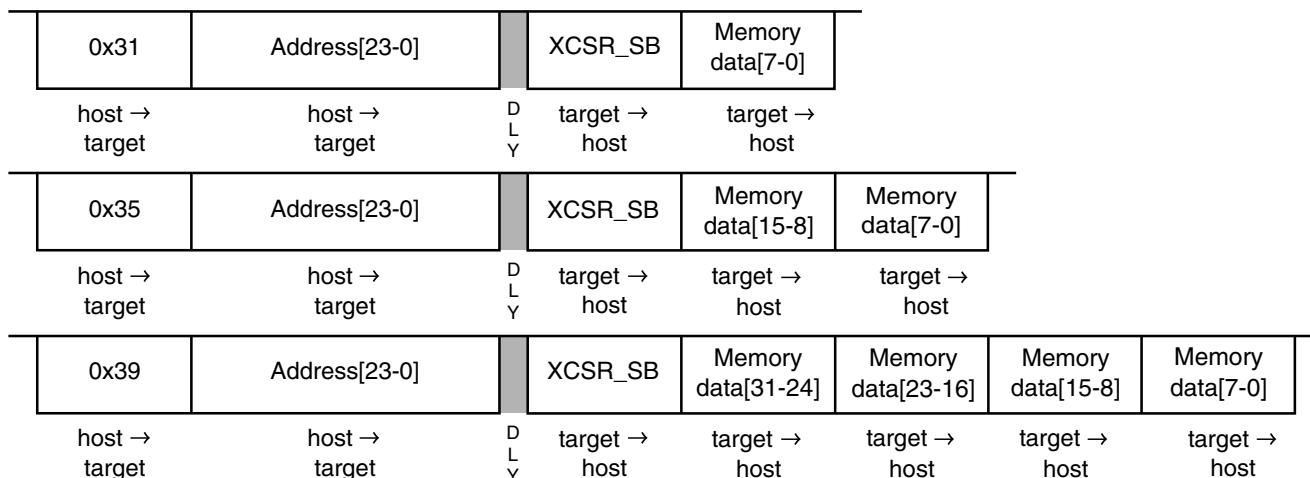 0x31 Address[23-0] XCSR_SB Memory data[7-0]
host → target host → target D L Y target → host target → host
0x35 Address[23-0] XCSR_SB Memory data[15-8] Memory data[7-0]
host → target host → target D L Y target → host target → host target → host
0x39 Address[23-0] XCSR_SB Memory data[31-24] Memory data[23-16] Memory data[15-8] Memory data[7-0]
host → target host → target D L Y target → host target → host target → host target → host target → host